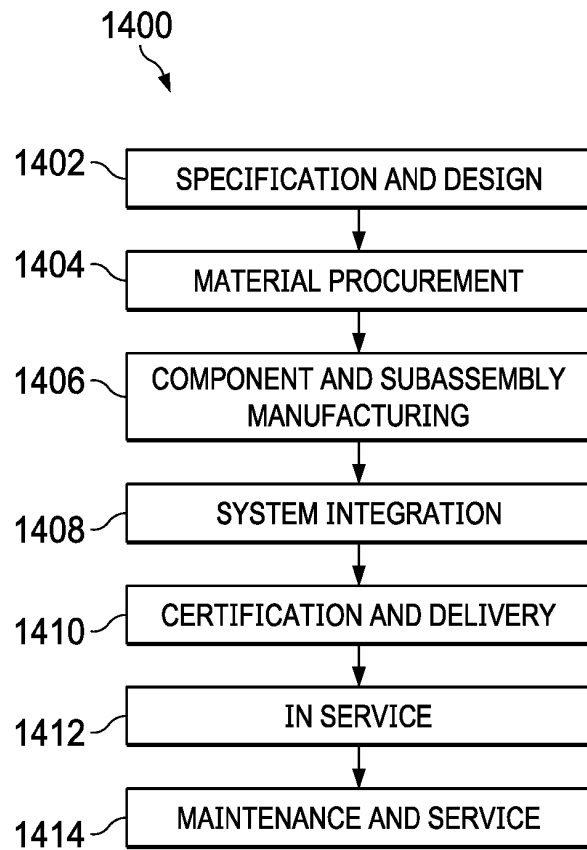 1400
1402
SPECIFICATION AND DESIGN
1404
MATERIAL PROCUREMENT
1406
COMPONENT AND SUBASSEMBLY
MANUFACTURING
1408
SYSTEM INTEGRATION
1410
CERTIFICATION AND DELIVERY
1412
IN SERVICE
1414
MAINTENANCE AND SERVICE